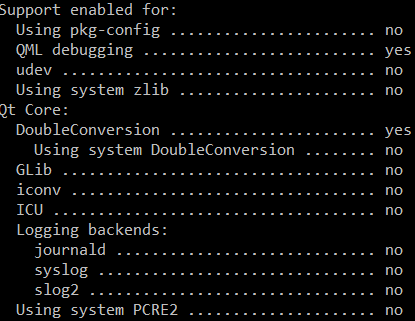 Support enabled for:
  Using pkg-config ........................ no
  QML debugging ........................... yes
  udev .................................... no
  Using system zlib ....................... no
Qt Core:
  DoubleConversion ........................ yes
    Using system DoubleConversion ......... no
  GLib .................................... no
  iconv ................................... no
  ICU ..................................... no
  Logging backends:
    journald .............................. no
    syslog ................................ no
    slog2 ................................. no
  Using system PCRE2 ...................... no